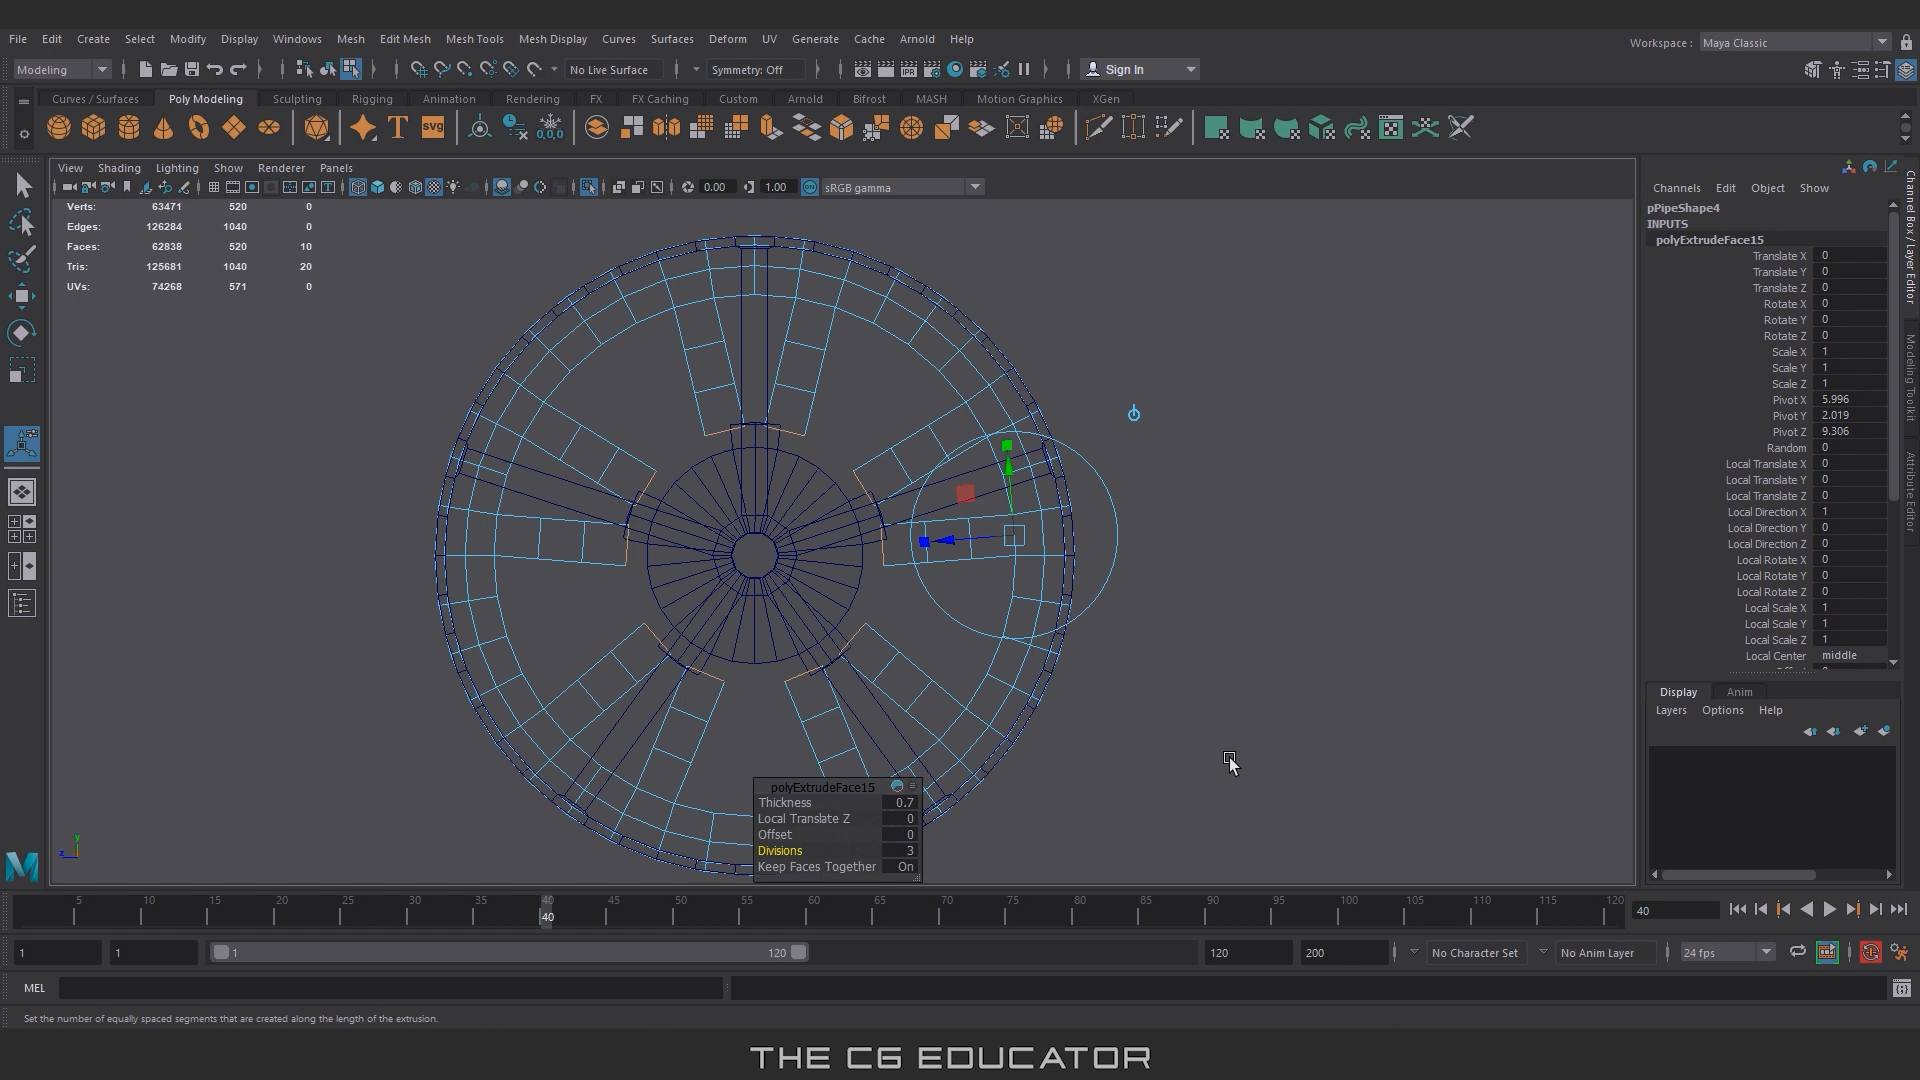 File Edit Create Select Modify Display Windows Mesh Edit Mesh Mesh Tools Mesh Display Curves Surfaces Deform UV Generate Cache Arnold Help
Workspace : Maya Classic
Modeling No Live Surface Symmetry: Off Sign In
Curves / Surfaces Poly Modeling Sculpting Rigging Animation Rendering FX FX Caching Custom Arnold Bifrost MASH Motion Graphics XGen
T svg 0,0,0
View Shading Lighting Show Renderer Panels
0.00 1.00 sRGB gamma
Verts: 63471 520 0
Edges: 126284 1040 0
Faces: 62838 520 10
Tris: 125681 1040 20
UVs: 74268 571 0
Channels Edit Object Show
pPipeShape4
INPUTS
polyExtrudeFace15
Translate X 0
Translate Y 0
Translate Z 0
Rotate X 0
Rotate Y 0
Rotate Z 0
Scale X 1
Scale Y 1
Scale Z 1
Pivot X 5.996
Pivot Y 2.019
Pivot Z 9.306
Random 0
Local Translate X 0
Local Translate Y 0
Local Translate Z 0
Local Direction X 1
Local Direction Y 0
Local Direction Z 0
Local Rotate X 0
Local Rotate Y 0
Local Rotate Z 0
Local Scale X 1
Local Scale Y 1
Local Scale Z 1
Local Center middle
Channel Box / Layer Editor
Modeling Toolkit
Attribute Editor
Display Anim
Layers Options Help
polyExtrudeFace15
Thickness 0.7
Local Translate Z 0
Offset 0
Divisions 3
Keep Faces Together On
y
z
5 10 15 20 25 30 35 40 45 50 55 60 65 70 75 80 85 90 95 100 105 110 115 120
40
40
1 1 1 120 120 200 No Character Set No Anim Layer 24 fps
MEL
Set the number of equally spaced segments that are created along the length of the extrusion.
THE CG EDUCATOR